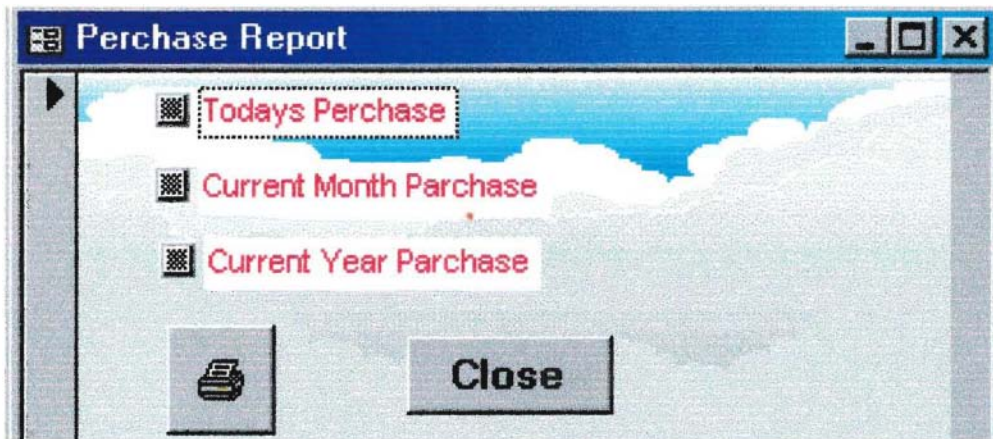 Perchase Report
Todays Perchase
Current Month Parchase
Current Year Parchase
Close